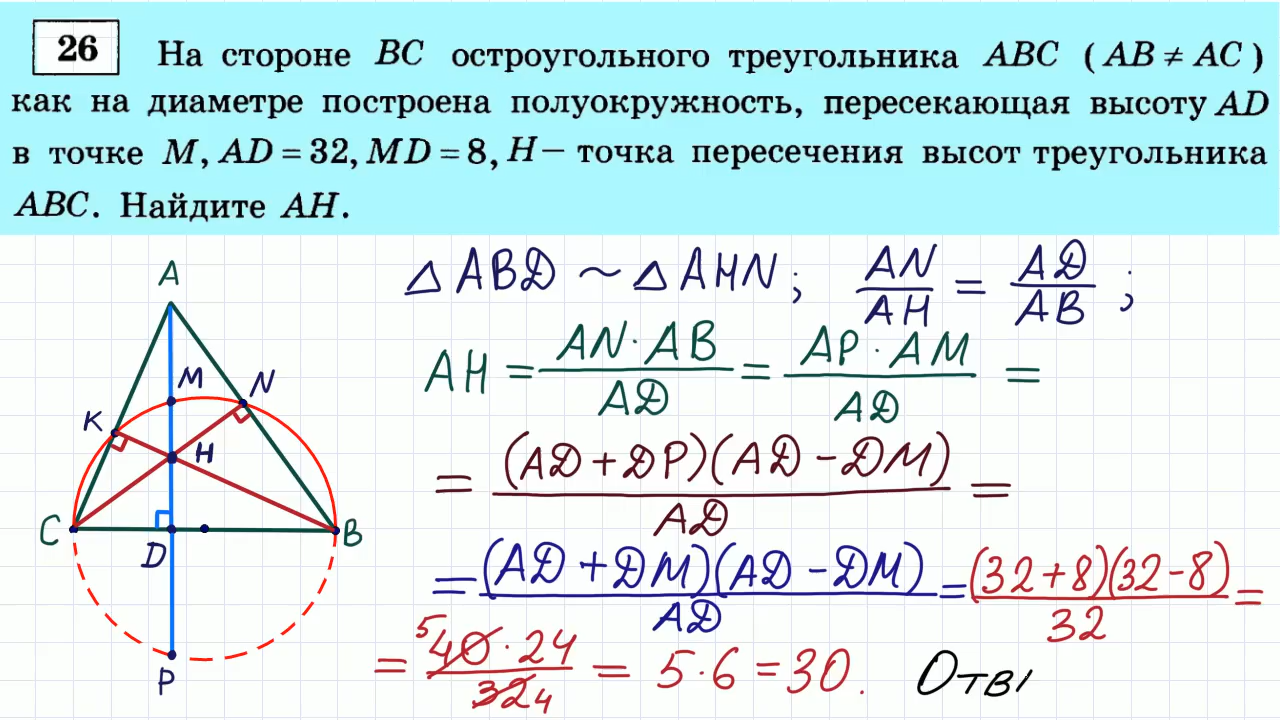 26 На стороне BC остроугольного треугольника ABC (AB ≠ AC)
как на диаметре построена полуокружность, пересекающая высоту AD
в точке M, AD = 32, MD = 8, H — точка пересечения высот треугольника
ABC. Найдите AH.
△ABD ~ △AHN; AN/AH = AD/AB;
AH = AN·AB/AD = AP·AM/AD =
= (AD+DP)(AD−DM)/AD =
= (AD+DM)(AD−DM)/AD = (32+8)(32−8)/32 =
= 5 40·24/32 4 = 5·6 = 30. Отві
A
M
N
K
H
C
D
B
P